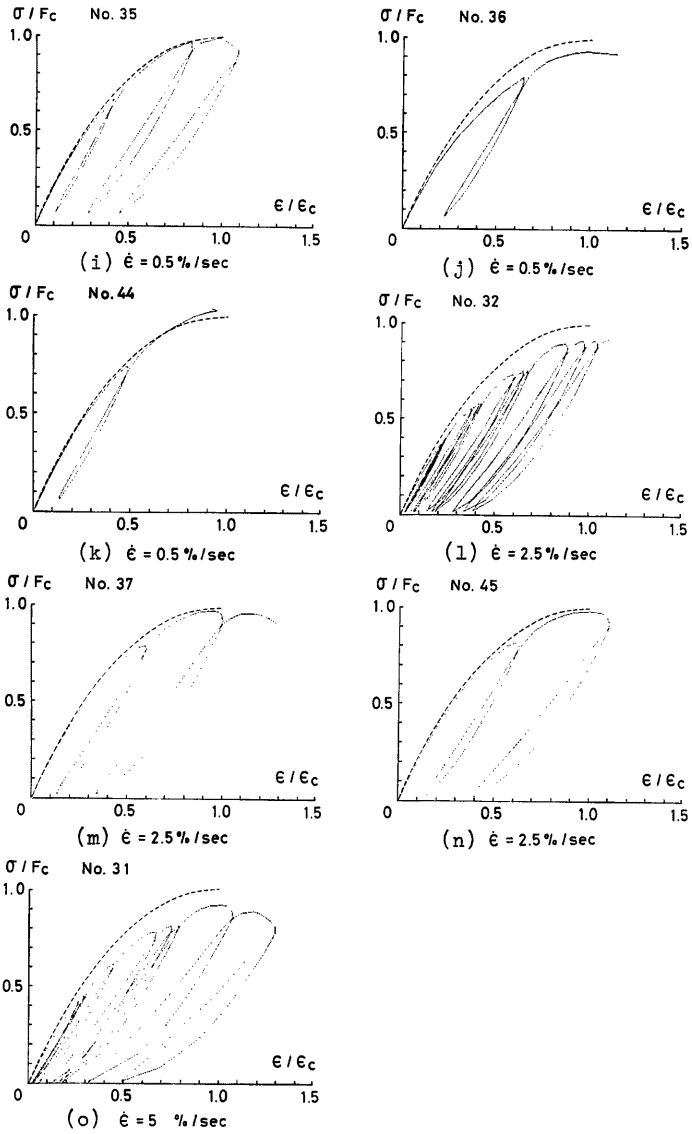 σ/Fc No. 35
1.0
0.5
0 0.5 1.0 1.5
ϵ/ϵc
(i) ϵ̇ = 0.5 %/sec
σ/Fc No. 36
1.0
0.5
0 0.5 1.0 1.5
ϵ/ϵc
(j) ϵ̇ = 0.5 %/sec
σ/Fc No. 44
1.0
0.5
0 0.5 1.0 1.5
ϵ/ϵc
(k) ϵ̇ = 0.5 %/sec
σ/Fc No. 32
1.0
0.5
0 0.5 1.0 1.5
ϵ/ϵc
(l) ϵ̇ = 2.5 %/sec
σ/Fc No. 37
1.0
0.5
0 0.5 1.0 1.5
ϵ/ϵc
(m) ϵ̇ = 2.5 %/sec
σ/Fc No. 45
1.0
0.5
0 0.5 1.0 1.5
ϵ/ϵc
(n) ϵ̇ = 2.5 %/sec
σ/Fc No. 31
1.0
0.5
0 0.5 1.0 1.5
ϵ/ϵc
(o) ϵ̇ = 5 %/sec